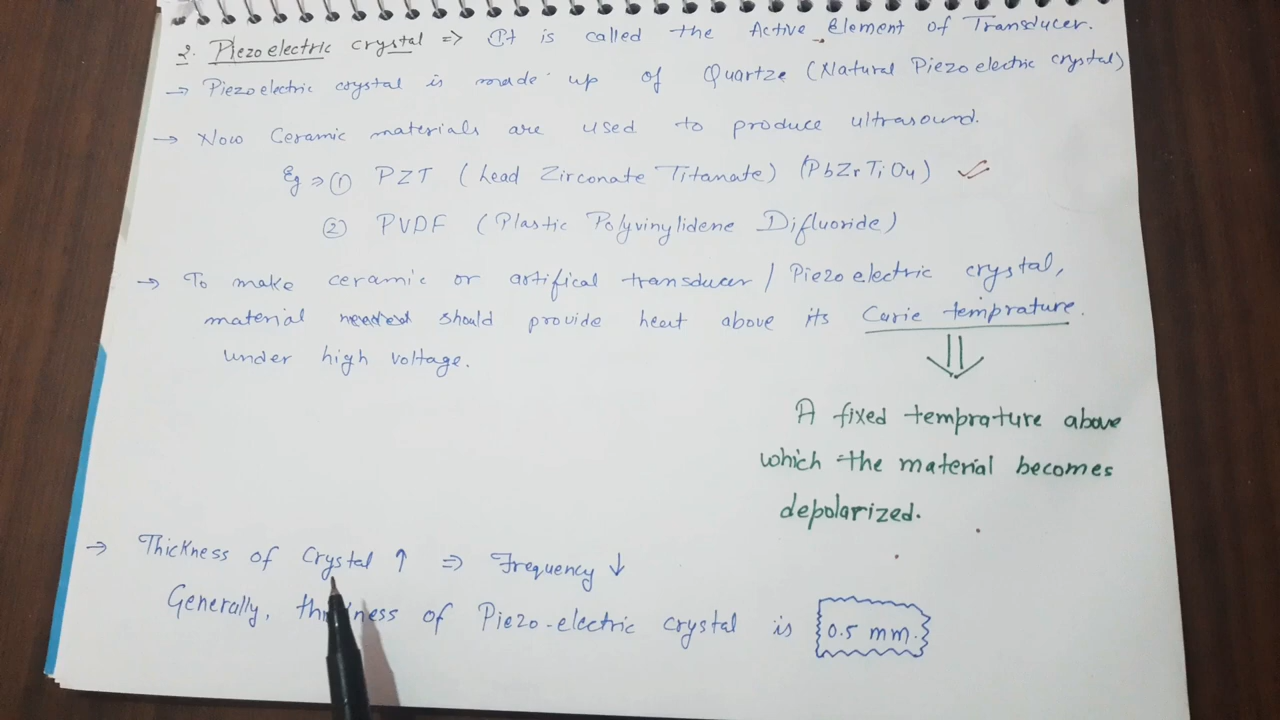 2. Piezoelectric crystal => It is called the Active Element of Transducer.
→ Piezoelectric crystal is made up of Quartze (Natural Piezoelectric crystal)
→ Now Ceramic materials are used to produce ultrasound.
Eg => ① PZT (Lead Zirconate Titanate) (PbZrTiO4) ✓
② PVDF (Plastic Polyvinylidene Difluoride)
→ To make ceramic or artifical transducer / Piezoelectric crystal,
material needed should provide heat above its Curie temprature.
under high voltage.
⇓
A fixed temprature above
which the material becomes
depolarized.
→ Thickness of Crystal ↑ => Frequency ↓
Generally, thickness of Piezo-electric crystal is 0.5 mm.